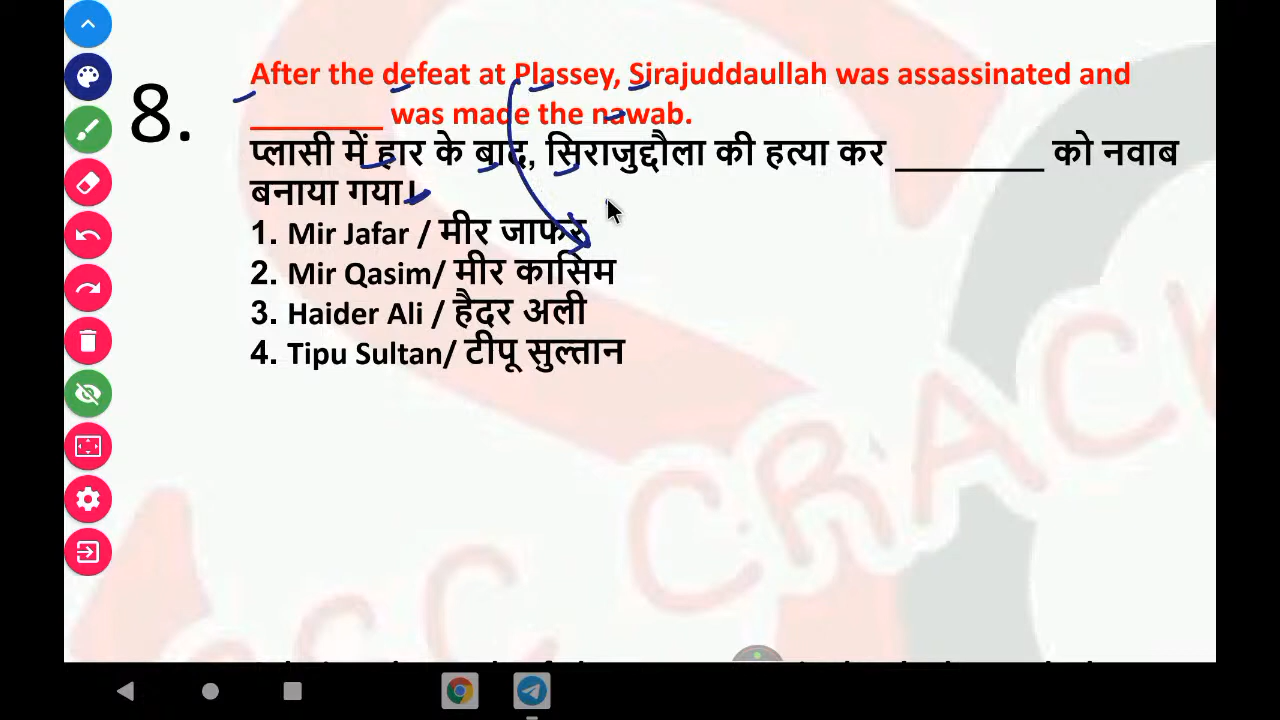 8.
After the defeat at Plassey, Sirajuddaullah was assassinated and
________ was made the nawab.
प्लासी में हार के बाद, सिराजुद्दौला की हत्या कर ________ को नवाब
बनाया गया।
1. Mir Jafar / मीर जाफर
2. Mir Qasim/ मीर कासिम
3. Haider Ali / हैदर अली
4. Tipu Sultan/ टीपू सुल्तान
CRACK